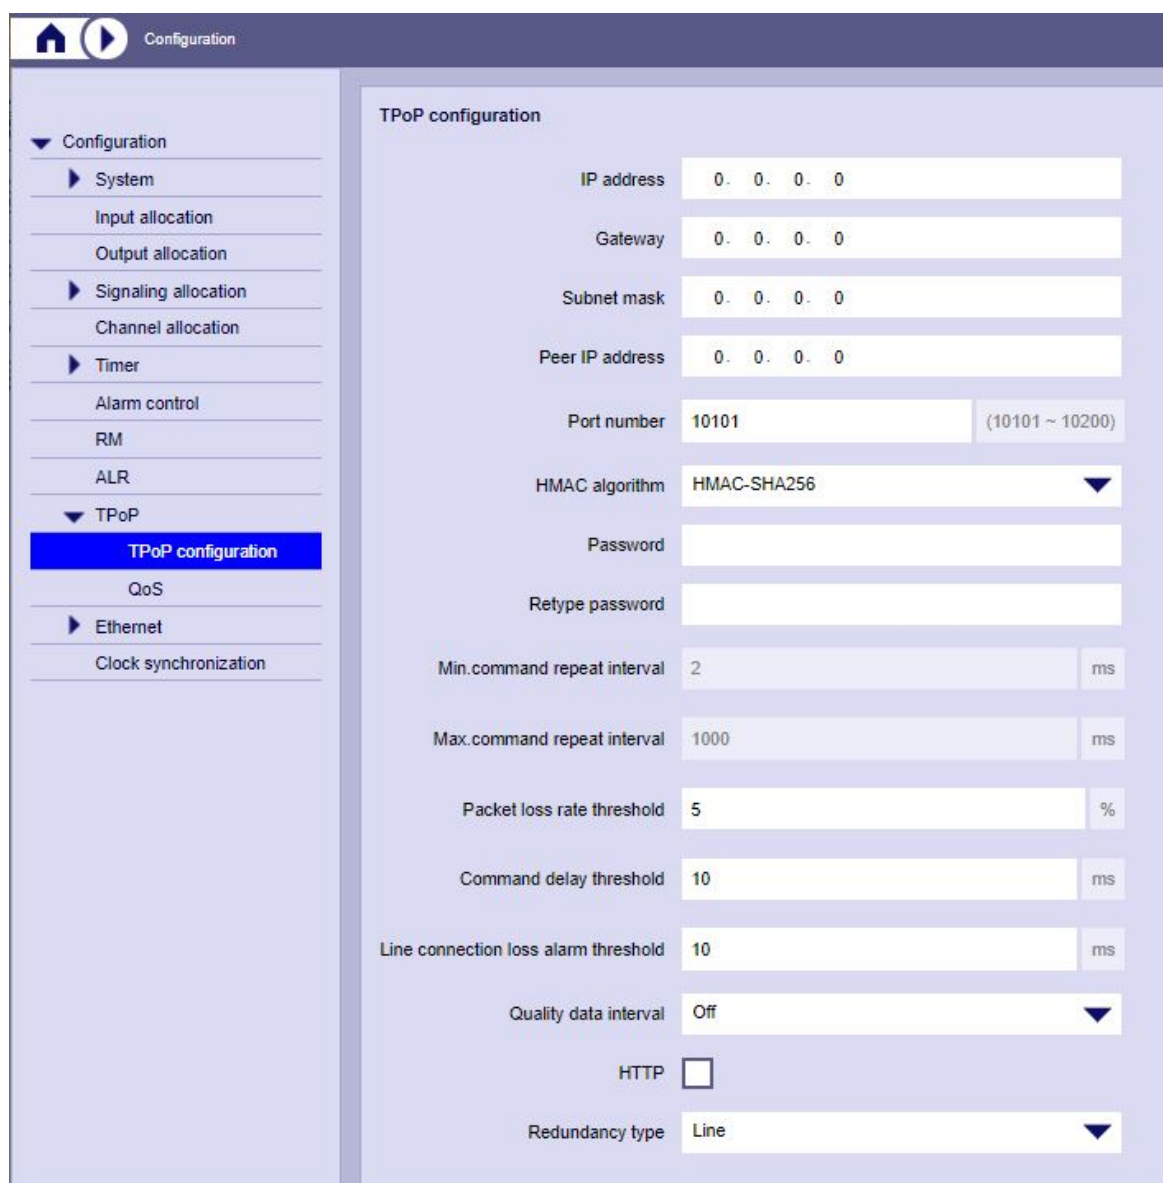 Configuration
Configuration
System
Input allocation
Output allocation
Signaling allocation
Channel allocation
Timer
Alarm control
RM
ALR
TPoP
TPoP configuration
QoS
Ethernet
Clock synchronization
TPoP configuration
IP address 0. 0. 0. 0
Gateway 0. 0. 0. 0
Subnet mask 0. 0. 0. 0
Peer IP address 0. 0. 0. 0
Port number 10101 (10101 ~ 10200)
HMAC algorithm HMAC-SHA256
Password
Retype password
Min.command repeat interval 2 ms
Max.command repeat interval 1000 ms
Packet loss rate threshold 5 %
Command delay threshold 10 ms
Line connection loss alarm threshold 10 ms
Quality data interval Off
HTTP
Redundancy type Line